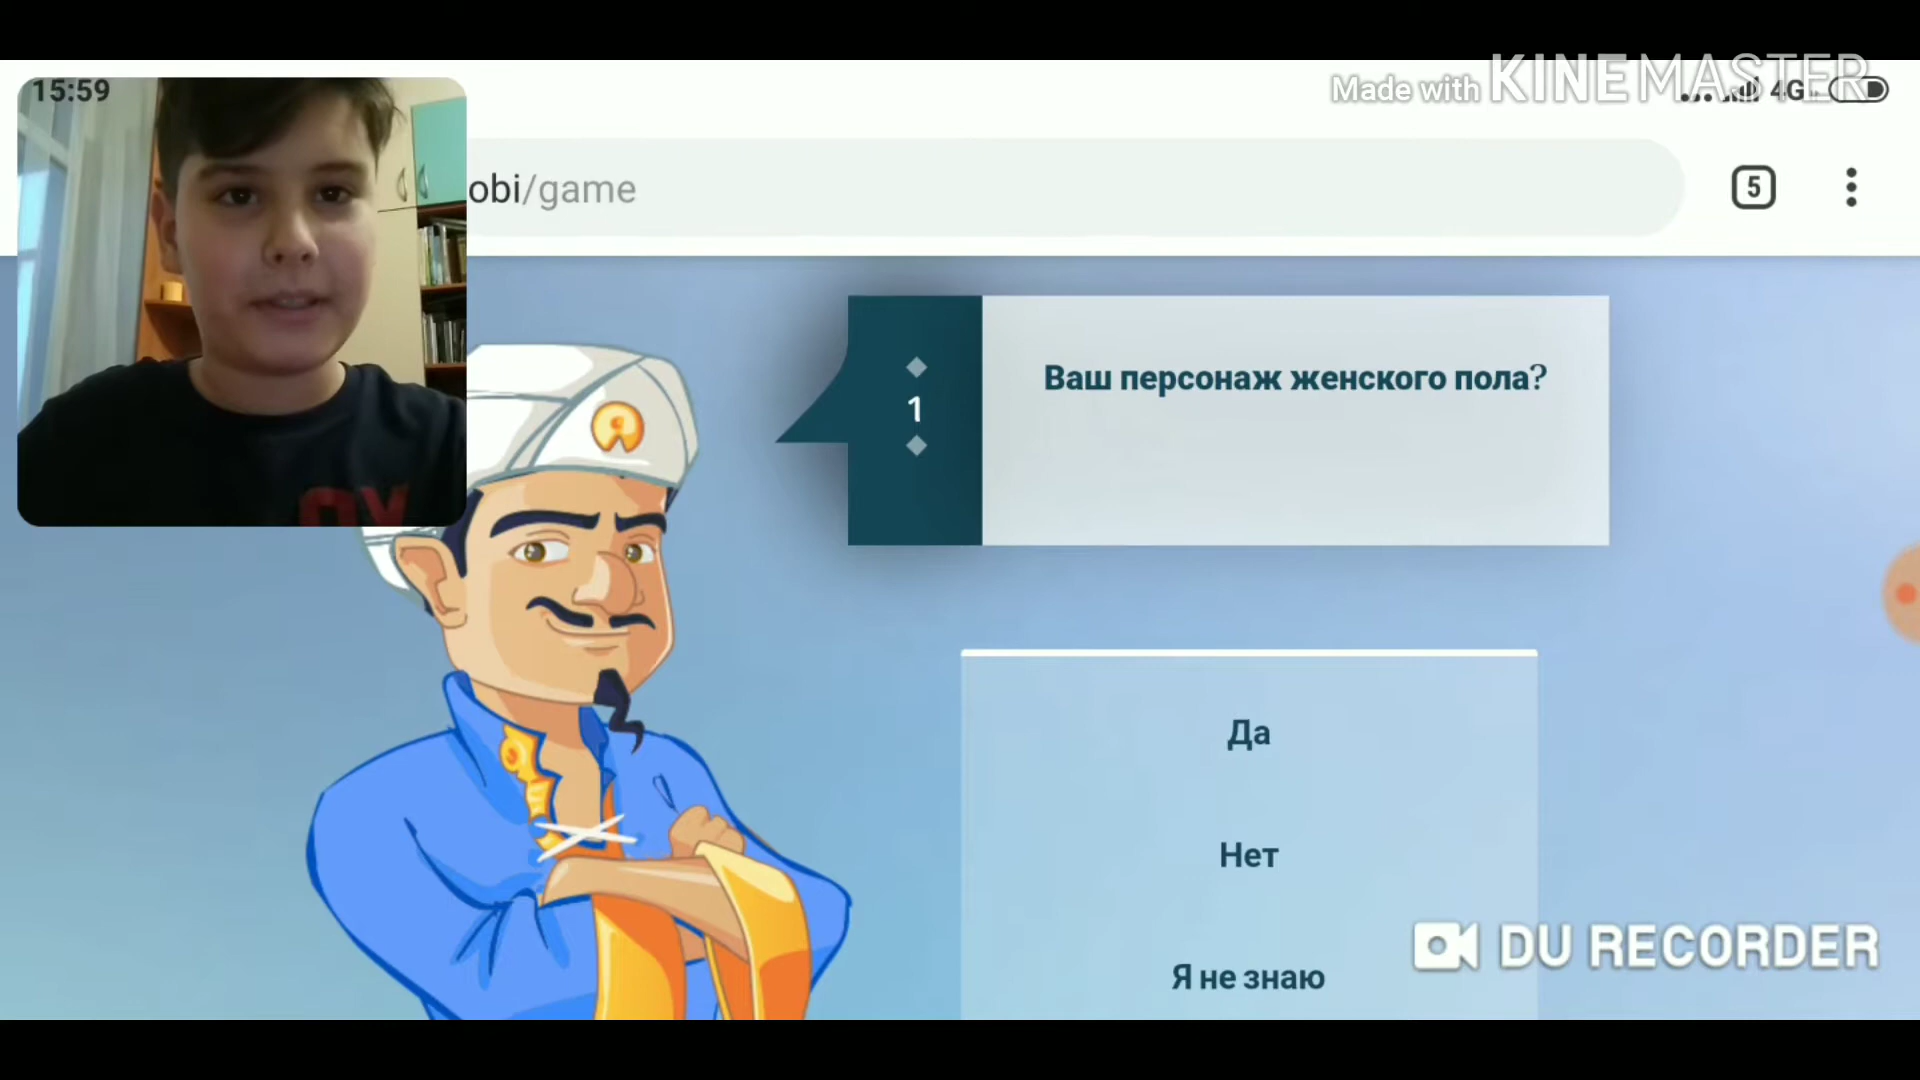 15:59
Made with KINEMASTER
4G
obi/game
5
1
Ваш персонаж женского пола?
Да
Нет
Я не знаю
DU RECORDER